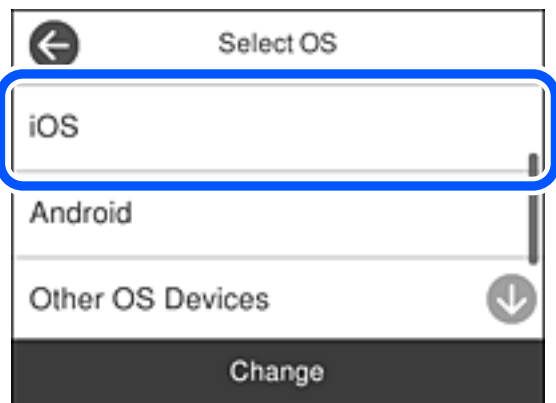 Select OS
iOS
Android
Other OS Devices
Change